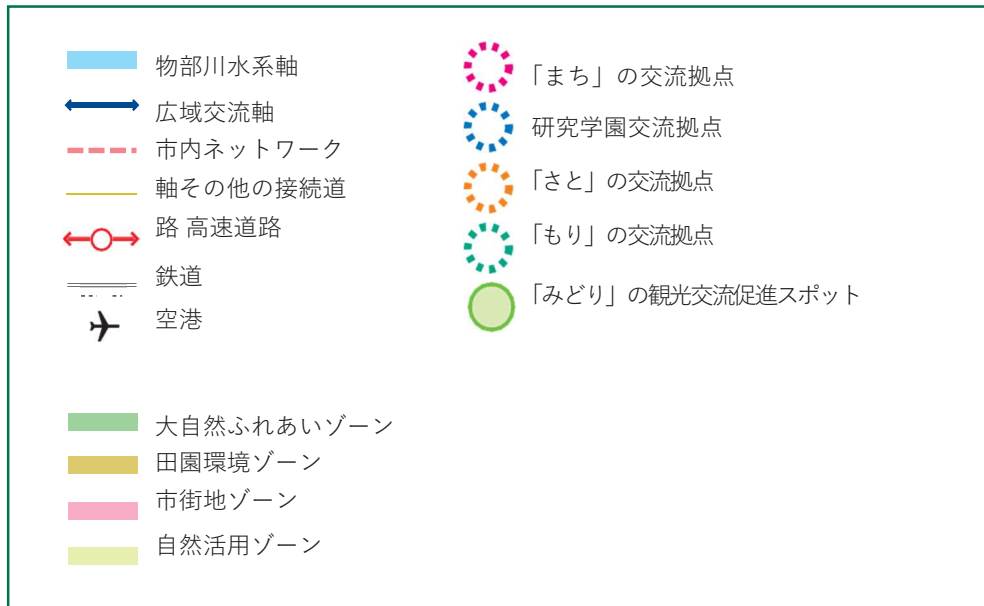 物部川水系軸
広域交流軸
市内ネットワーク
軸その他の接続道
路 高速道路
鉄道
空港
大自然ふれあいゾーン
田園環境ゾーン
市街地ゾーン
自然活用ゾーン
「まち」の交流拠点
研究学園交流拠点
「さと」の交流拠点
「もり」の交流拠点
「みどり」の観光交流促進スポット